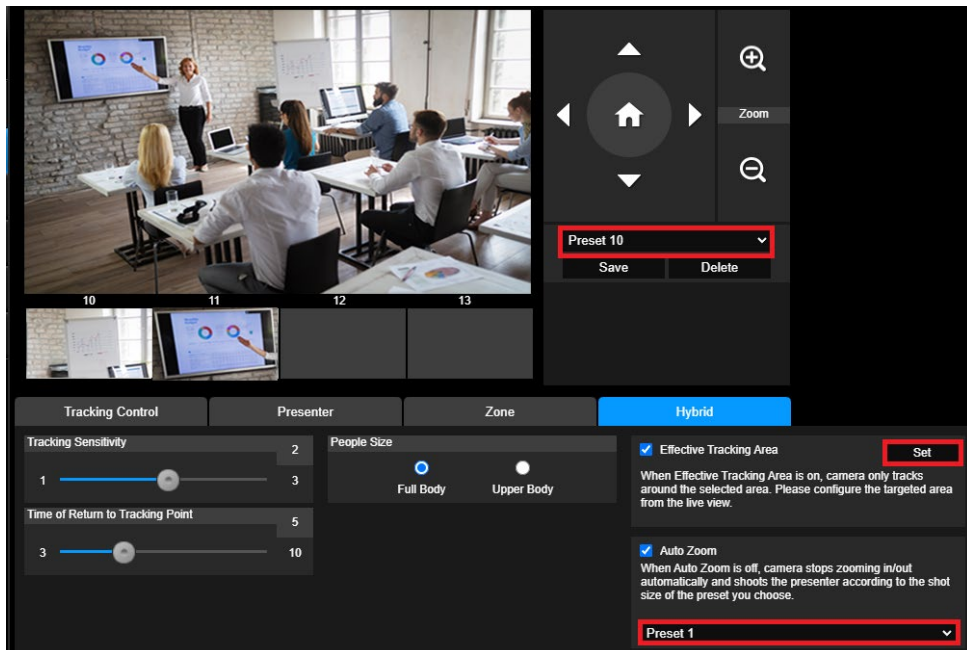 Zoom
Preset 10
Save Delete
10 11 12 13
Tracking Control Presenter Zone Hybrid
Tracking Sensitivity
2
1 3
Time of Return to Tracking Point
5
3 10
People Size
Full Body Upper Body
Effective Tracking Area Set
When Effective Tracking Area is on, camera only tracks
around the selected area. Please configure the targeted area
from the live view.
Auto Zoom
When Auto Zoom is off, camera stops zooming in/out
automatically and shoots the presenter according to the shot
size of the preset you choose.
Preset 1